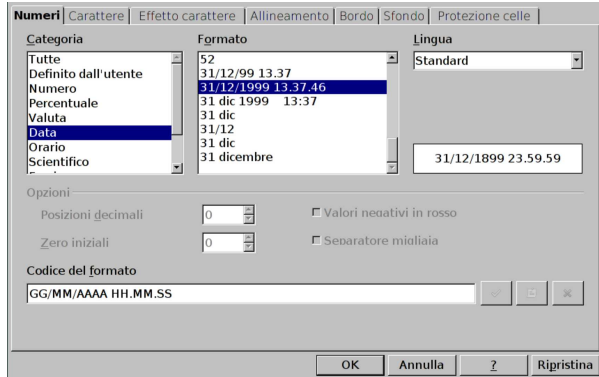 Numeri Carattere Effetto carattere Allineamento Bordo Sfondo Protezione celle
Categoria
Tutte
Definito dall'utente
Numero
Percentuale
Valuta
Data
Orario
Scientifico
Formato
52
31/12/99 13.37
31/12/1999 13.37.46
31 dic 1999 13:37
31 dic
31/12
31 dic
31 dicembre
Lingua
Standard
31/12/1899 23.59.59
Opzioni
Posizioni decimali 0
Valori negativi in rosso
Zero iniziali 0
Separatore migliaia
Codice del formato
GG/MM/AAAA HH.MM.SS
OK Annulla ? Ripristina